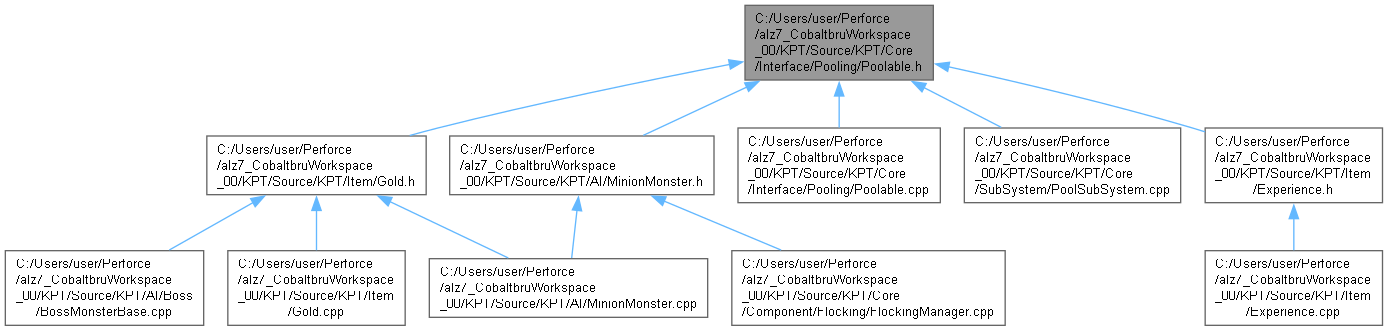 C:/Users/user/Perforce
/alz7_CobaltbruWorkspace
_00/KPT/Source/KPT/Core
/Interface/Pooling/Poolable.h
C:/Users/user/Perforce
/alz7_CobaltbruWorkspace
_00/KPT/Source/KPT/Item/Gold.h
C:/Users/user/Perforce
/alz7_CobaltbruWorkspace
_00/KPT/Source/KPT/AI/MinionMonster.h
C:/Users/user/Perforce
/alz7_CobaltbruWorkspace
_00/KPT/Source/KPT/Core
/Interface/Pooling/Poolable.cpp
C:/Users/user/Perforce
/alz7_CobaltbruWorkspace
_00/KPT/Source/KPT/Core
/SubSystem/PoolSubSystem.cpp
C:/Users/user/Perforce
/alz7_CobaltbruWorkspace
_00/KPT/Source/KPT/Item
/Experience.h
C:/Users/user/Perforce
/alz7_CobaltbruWorkspace
_00/KPT/Source/KPT/AI/Boss
/BossMonsterBase.cpp
C:/Users/user/Perforce
/alz7_CobaltbruWorkspace
_00/KPT/Source/KPT/Item
/Gold.cpp
C:/Users/user/Perforce
/alz7_CobaltbruWorkspace
_00/KPT/Source/KPT/AI/MinionMonster.cpp
C:/Users/user/Perforce
/alz7_CobaltbruWorkspace
_00/KPT/Source/KPT/Core
/Component/Flocking/FlockingManager.cpp
C:/Users/user/Perforce
/alz7_CobaltbruWorkspace
_00/KPT/Source/KPT/Item
/Experience.cpp